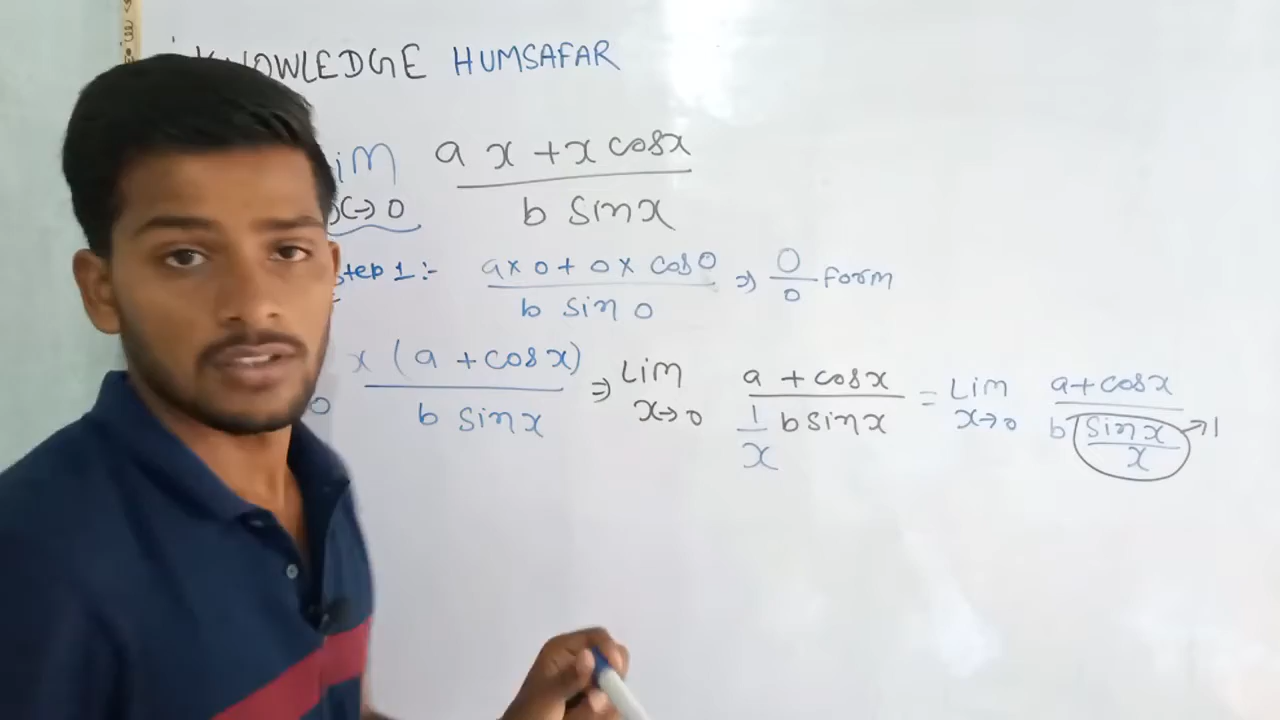 KNOWLEDGE HUMSAFAR
Lim x→0 (a x + x cosx) / (b sinx)
Step 1:- (a×0 + 0× cos0) / (b sin 0) ⇒ 0/0 form
x (a + cosx) / (b sinx) ⇒ Lim x→0 (a + cosx) / (1/x b sinx) = Lim x→0 (a+cosx) / (b sinx/x) → 1